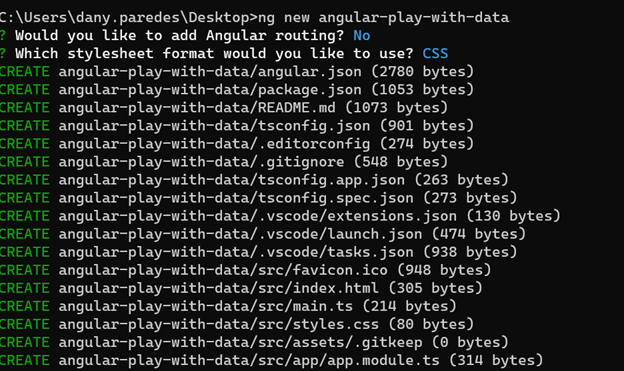 C:\Users\dany.paredes\Desktop>ng new angular-play-with-data
? Would you like to add Angular routing? No
? Which stylesheet format would you like to use? CSS
CREATE angular-play-with-data/angular.json (2780 bytes)
CREATE angular-play-with-data/package.json (1053 bytes)
CREATE angular-play-with-data/README.md (1073 bytes)
CREATE angular-play-with-data/tsconfig.json (901 bytes)
CREATE angular-play-with-data/.editorconfig (274 bytes)
CREATE angular-play-with-data/.gitignore (548 bytes)
CREATE angular-play-with-data/tsconfig.app.json (263 bytes)
CREATE angular-play-with-data/tsconfig.spec.json (273 bytes)
CREATE angular-play-with-data/.vscode/extensions.json (130 bytes)
CREATE angular-play-with-data/.vscode/launch.json (474 bytes)
CREATE angular-play-with-data/.vscode/tasks.json (938 bytes)
CREATE angular-play-with-data/src/favicon.ico (948 bytes)
CREATE angular-play-with-data/src/index.html (305 bytes)
CREATE angular-play-with-data/src/main.ts (214 bytes)
CREATE angular-play-with-data/src/styles.css (80 bytes)
CREATE angular-play-with-data/src/assets/.gitkeep (0 bytes)
CREATE angular-play-with-data/src/app/app.module.ts (314 bytes)